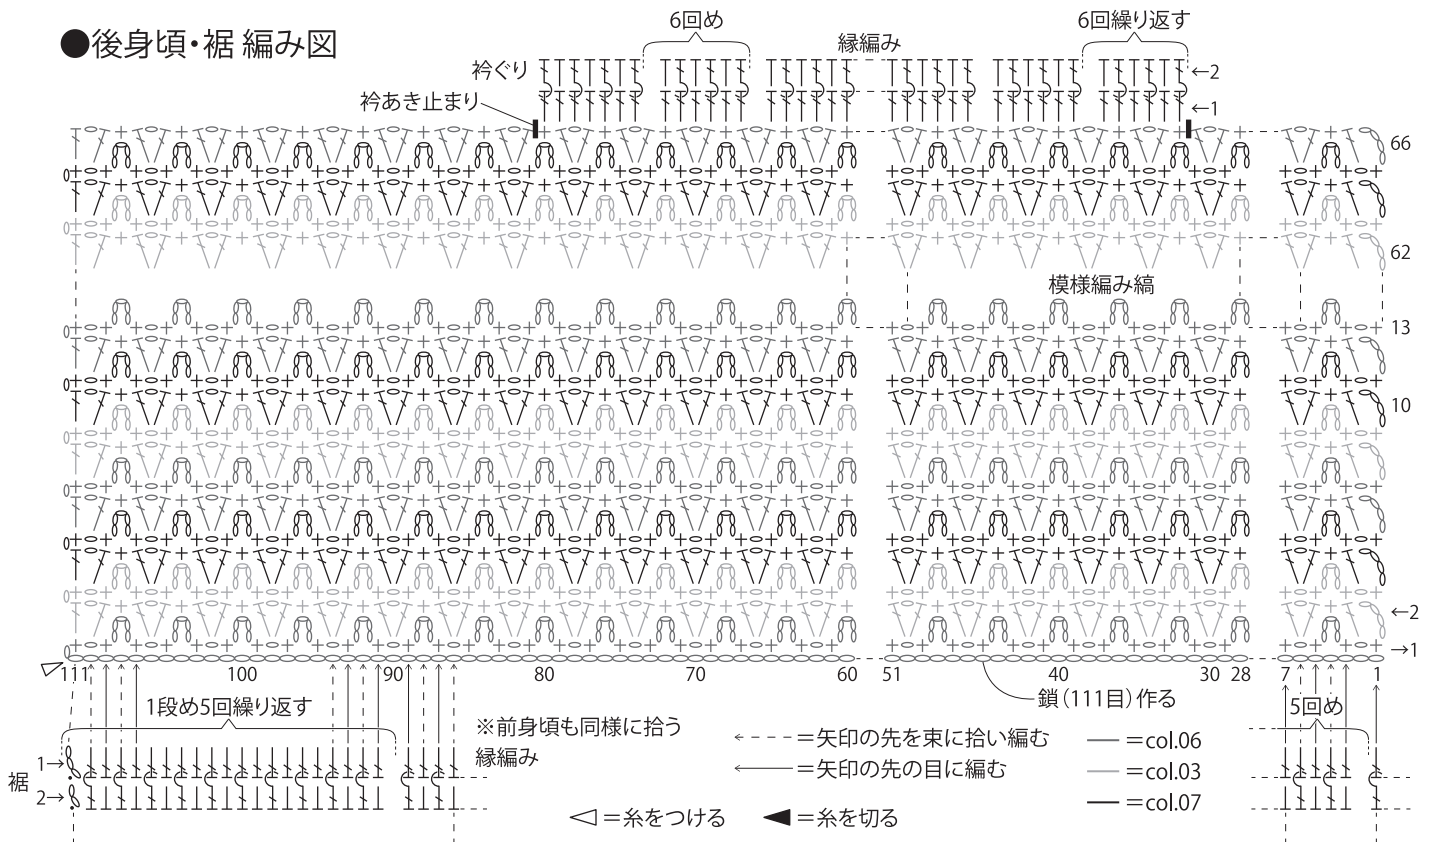 ●後身頃・裾 編み図
6回め
6回繰り返す
縁編み
衿ぐり
←2
衿あき止まり
←1
66
62
模様編み縞
13
10
←2
→1
111
100
90
80
70
60
51
40
30
28
7
1
鎖（111目）作る
1段め5回繰り返す
5回め
※前身頃も同様に拾う
縁編み
=矢印の先を束に拾い編む
=矢印の先の目に編む
=col.06
=col.03
=col.07
裾
1→
2→
=糸をつける
=糸を切る